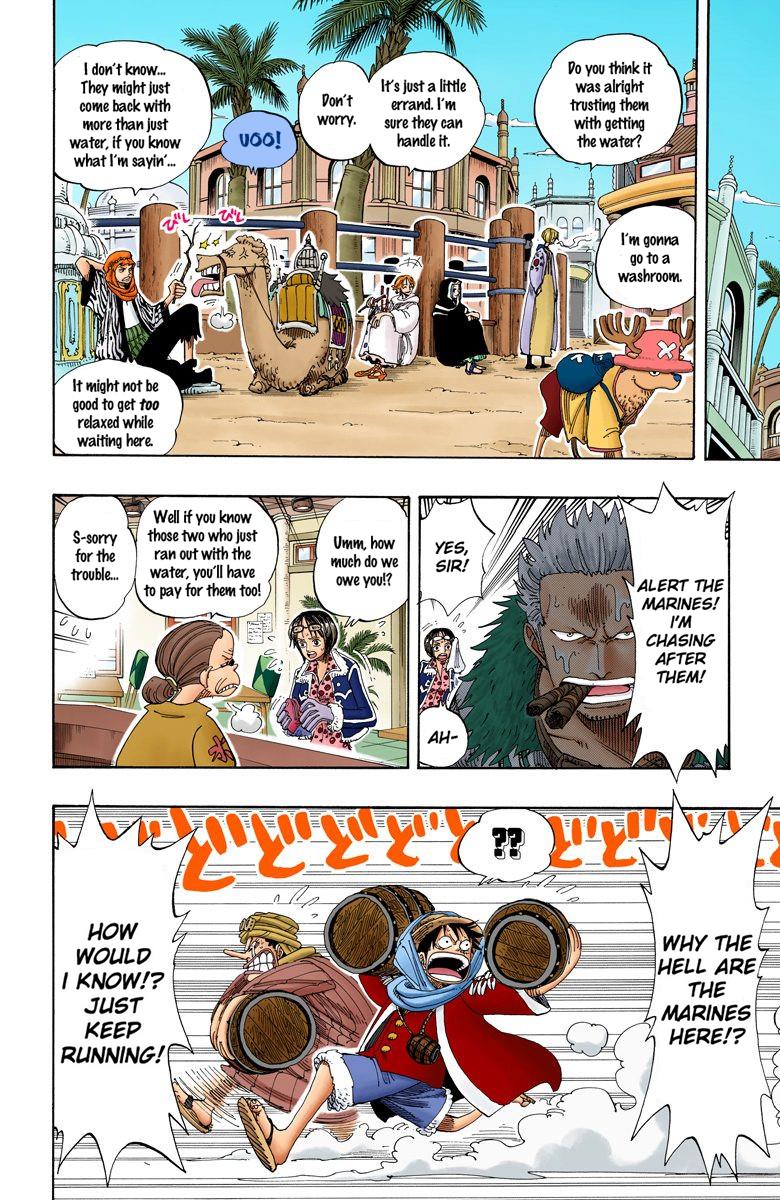 Do you think it
was alright
trusting them
with getting
the water?
It's just a little
errand. I'm
sure they can
handle it.
Don't
worry.
UOO!
I don't know...
They might just
come back with
more than just
water, if you know
what I'm sayin'...
びし
びし
I'm gonna
go to a
washroom.
It might not be
good to get too
relaxed while
waiting here.
ALERT THE
MARINES!
I'M
CHASING
AFTER
THEM!
YES,
SIR!
AH-
Umm, how
much do we
owe you!?
Well if you know
those two who just
ran out with the
water, you'll have
to pay for them too!
S-sorry
for the
trouble...
水
WHY THE
HELL ARE
THE
MARINES
HERE!?
??
HOW
WOULD
I KNOW!?
JUST
KEEP
RUNNING!